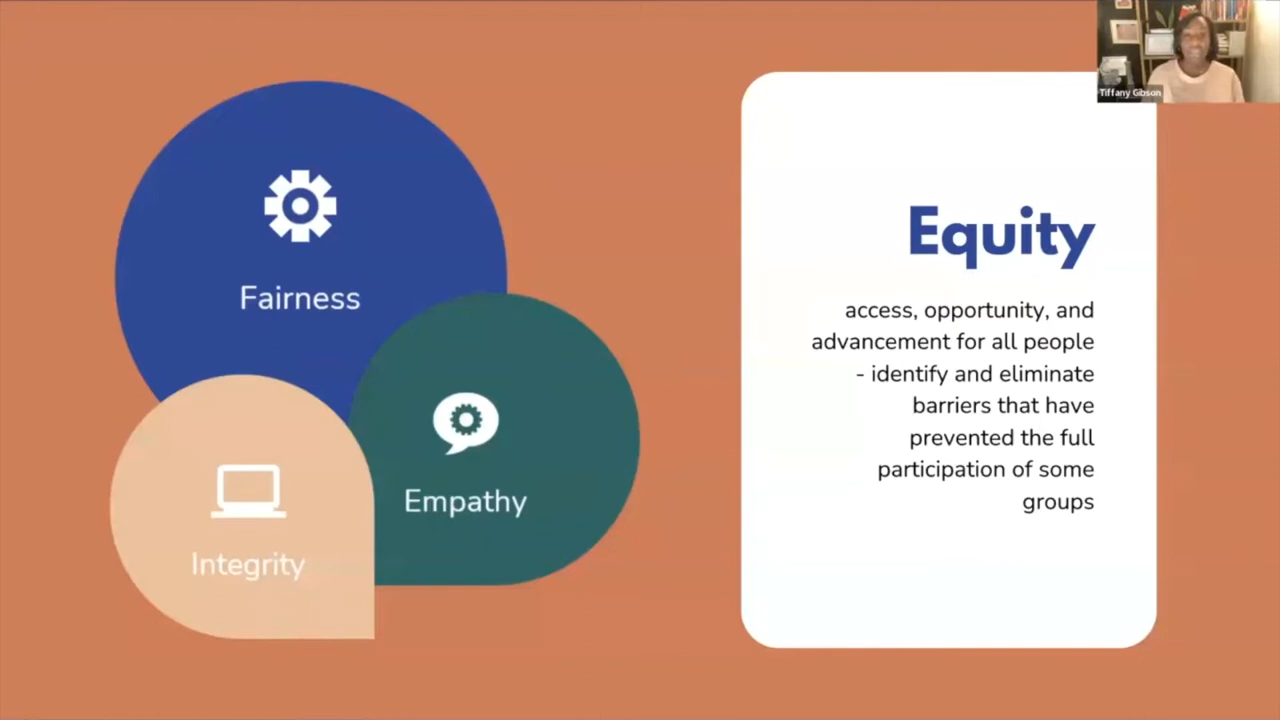 Tiffany Gibson
Fairness
Empathy
Integrity
Equity
access, opportunity, and
advancement for all people
- identify and eliminate
barriers that have
prevented the full
participation of some
groups